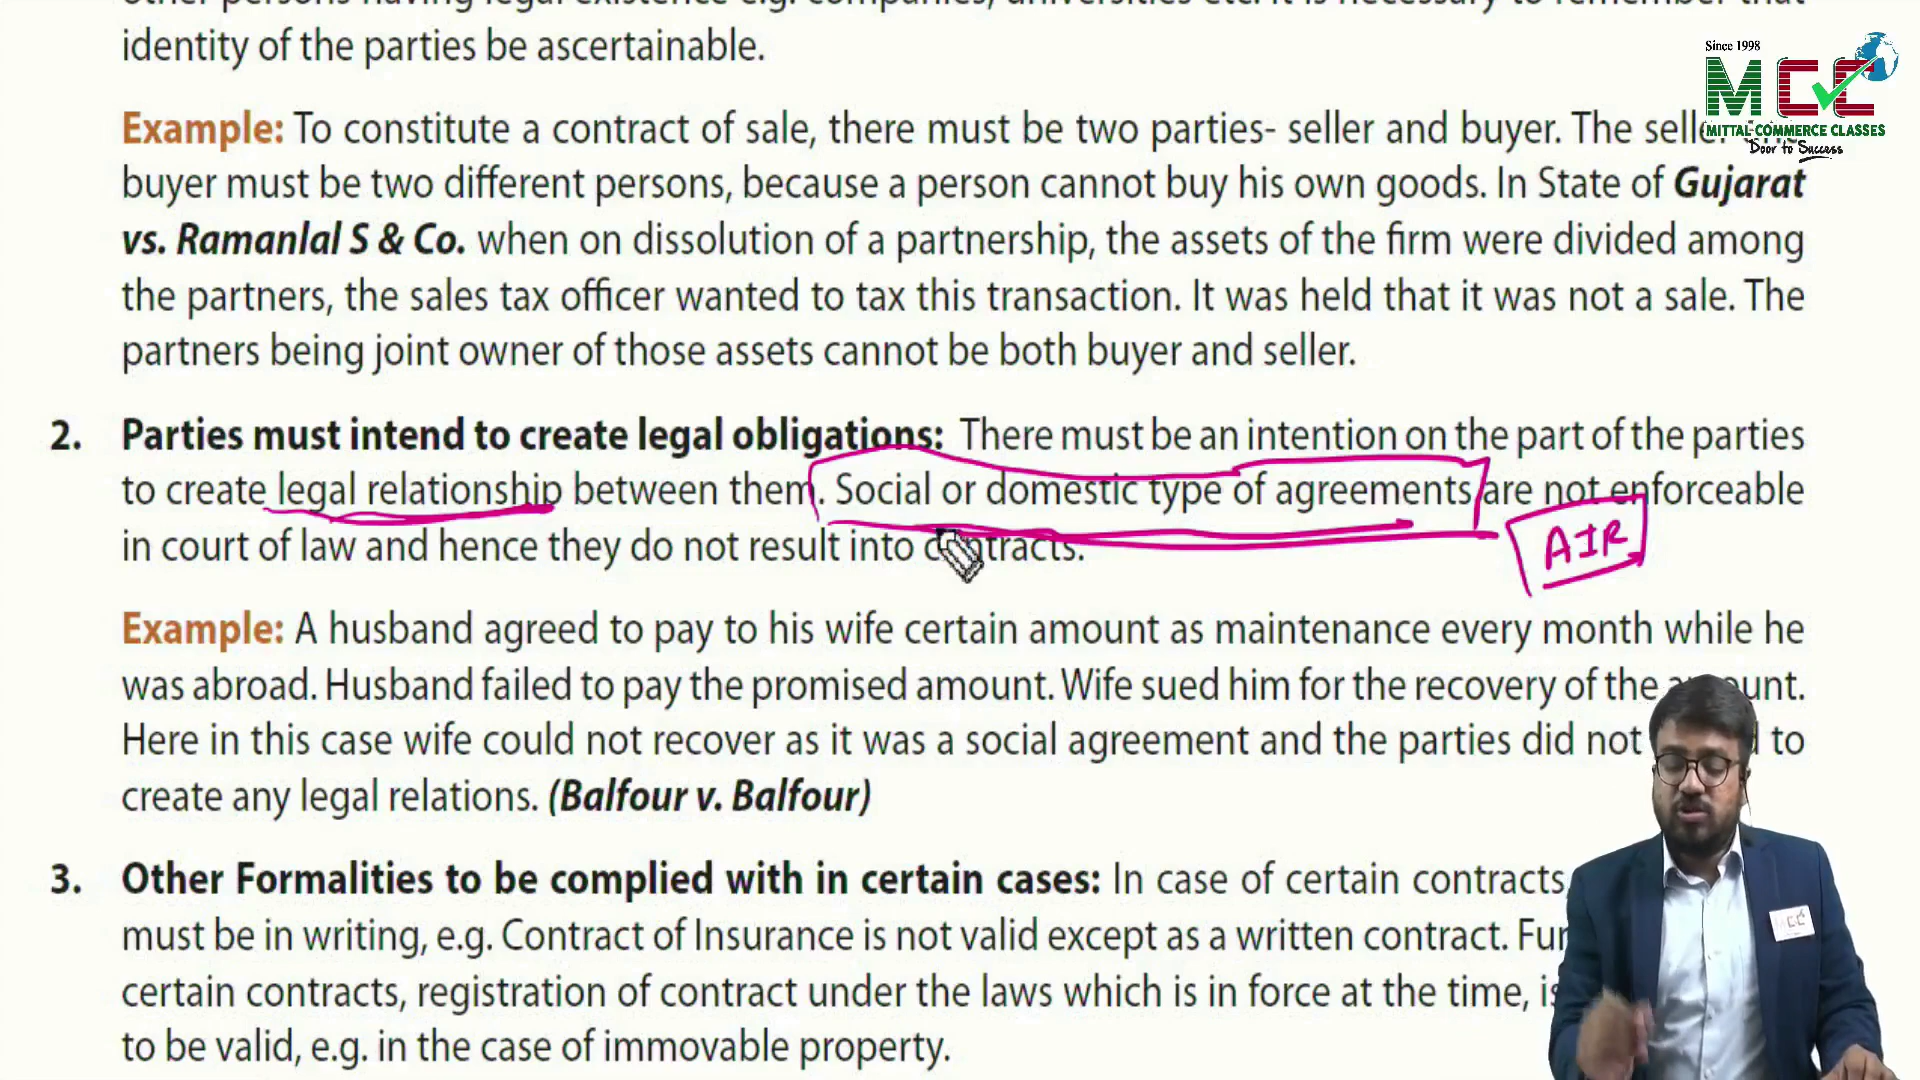 identity of the parties be ascertainable.
Since 1998
MCC
MITTAL COMMERCE CLASSES
Door to Success
Example: To constitute a contract of sale, there must be two parties- seller and buyer. The
buyer must be two different persons, because a person cannot buy his own goods. In State of Gujarat
vs. Ramanlal S & Co. when on dissolution of a partnership, the assets of the firm were divided among
the partners, the sales tax officer wanted to tax this transaction. It was held that it was not a sale. The
partners being joint owner of those assets cannot be both buyer and seller.
2. Parties must intend to create legal obligations: There must be an intention on the part of the parties
to create legal relationship between them. Social or domestic type of agreements are not enforceable
in court of law and hence they do not result into contracts.
AIR
Example: A husband agreed to pay to his wife certain amount as maintenance every month while he
was abroad. Husband failed to pay the promised amount. Wife sued him for the recovery of the
Here in this case wife could not recover as it was a social agreement and the parties did not to
create any legal relations. (Balfour v. Balfour)
3. Other Formalities to be complied with in certain cases: In case of certain contracts,
must be in writing, e.g. Contract of Insurance is not valid except as a written contract.
certain contracts, registration of contract under the laws which is in force at the time,
to be valid, e.g. in the case of immovable property.
MCC